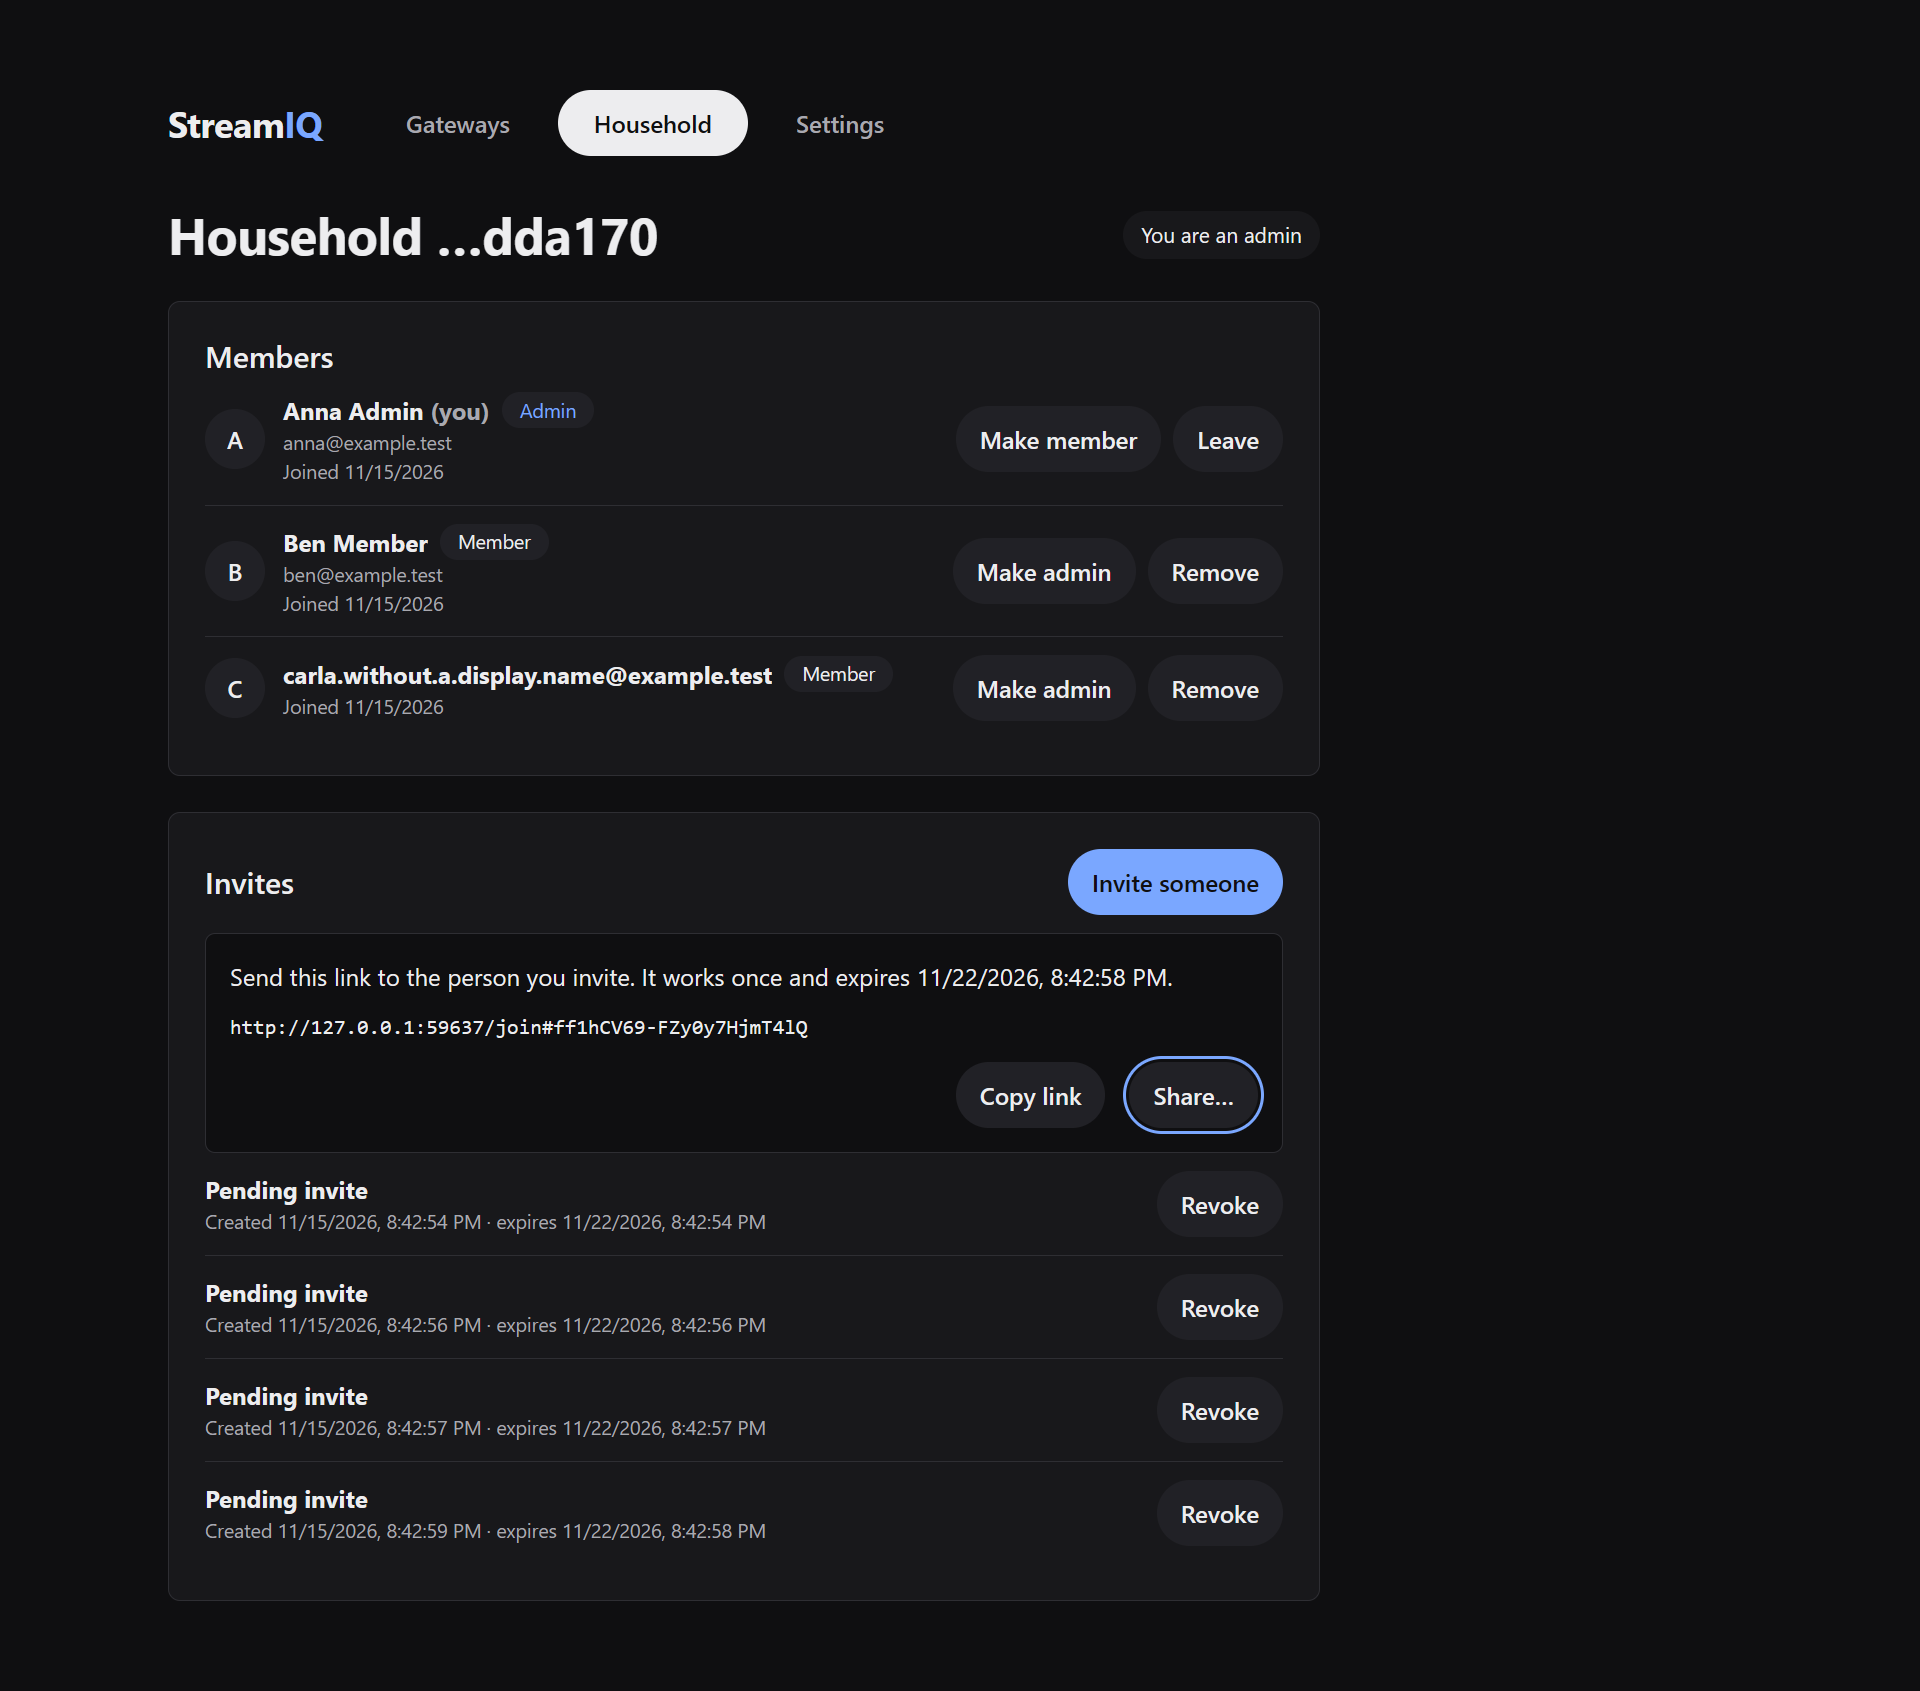 StreamIQ Gateways Household Settings
Household ...dda170 You are an admin
Members
A Anna Admin (you) Admin
anna@example.test
Joined 11/15/2026
Make member Leave
B Ben Member Member
ben@example.test
Joined 11/15/2026
Make admin Remove
C carla.without.a.display.name@example.test Member
Joined 11/15/2026
Make admin Remove
Invites Invite someone
Send this link to the person you invite. It works once and expires 11/22/2026, 8:42:58 PM.
http://127.0.0.1:59637/join#ff1hCV69-FZy0y7HjmT4lQ
Copy link Share...
Pending invite
Created 11/15/2026, 8:42:54 PM · expires 11/22/2026, 8:42:54 PM
Revoke
Pending invite
Created 11/15/2026, 8:42:56 PM · expires 11/22/2026, 8:42:56 PM
Revoke
Pending invite
Created 11/15/2026, 8:42:57 PM · expires 11/22/2026, 8:42:57 PM
Revoke
Pending invite
Created 11/15/2026, 8:42:59 PM · expires 11/22/2026, 8:42:58 PM
Revoke